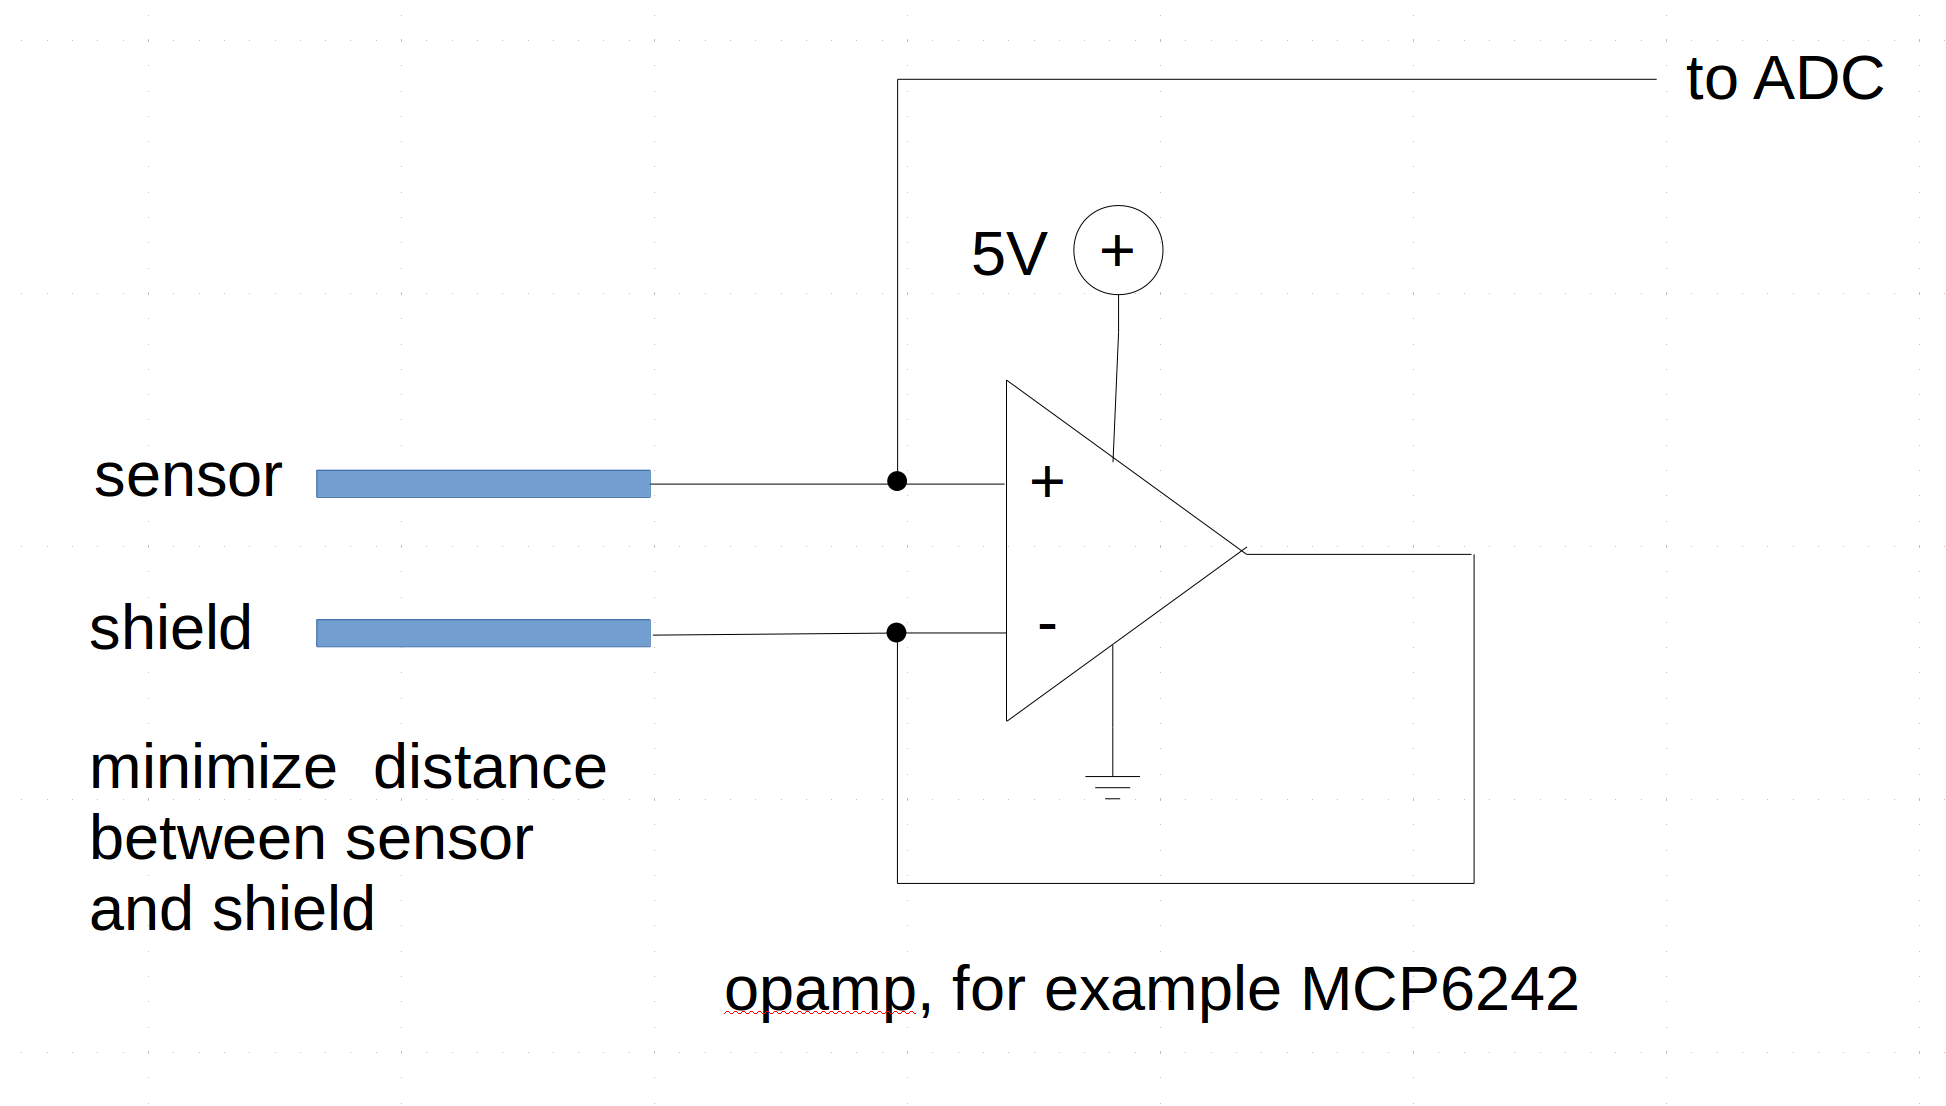 to ADC
5V +
sensor
+
shield
-
minimize  distance
between sensor
and shield
opamp, for example MCP6242